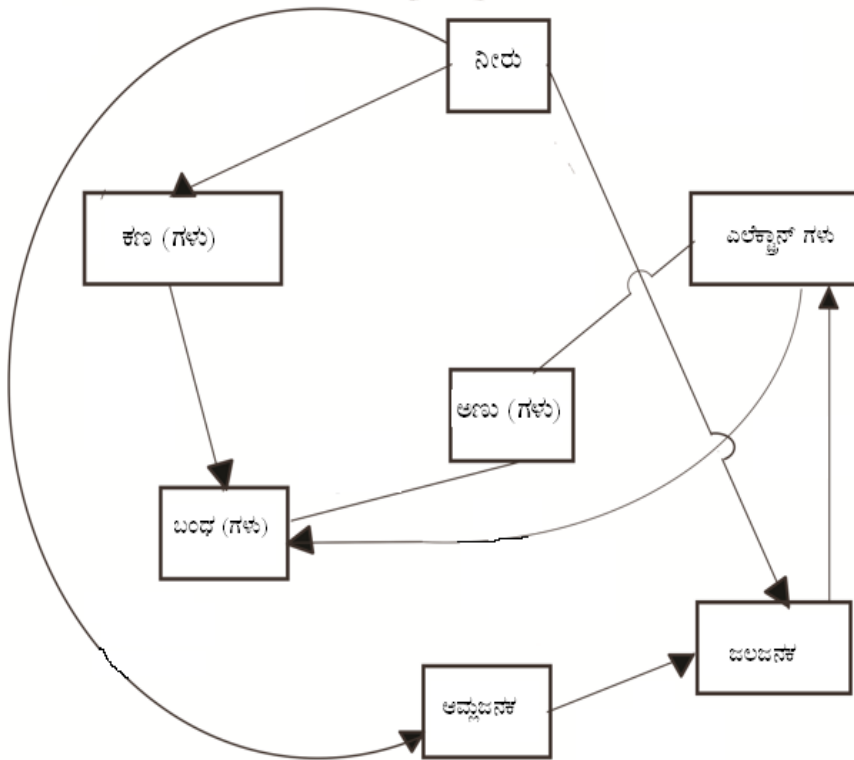 ನೀರು
ಕಣ (ಗಳು)
ಎಲೆಕ್ಟ್ರಾನ್ ಗಳು
ಅಣು (ಗಳು)
ಬಂಧ (ಗಳು)
ಜಲಜನಕ
ಆಮ್ಲಜನಕ